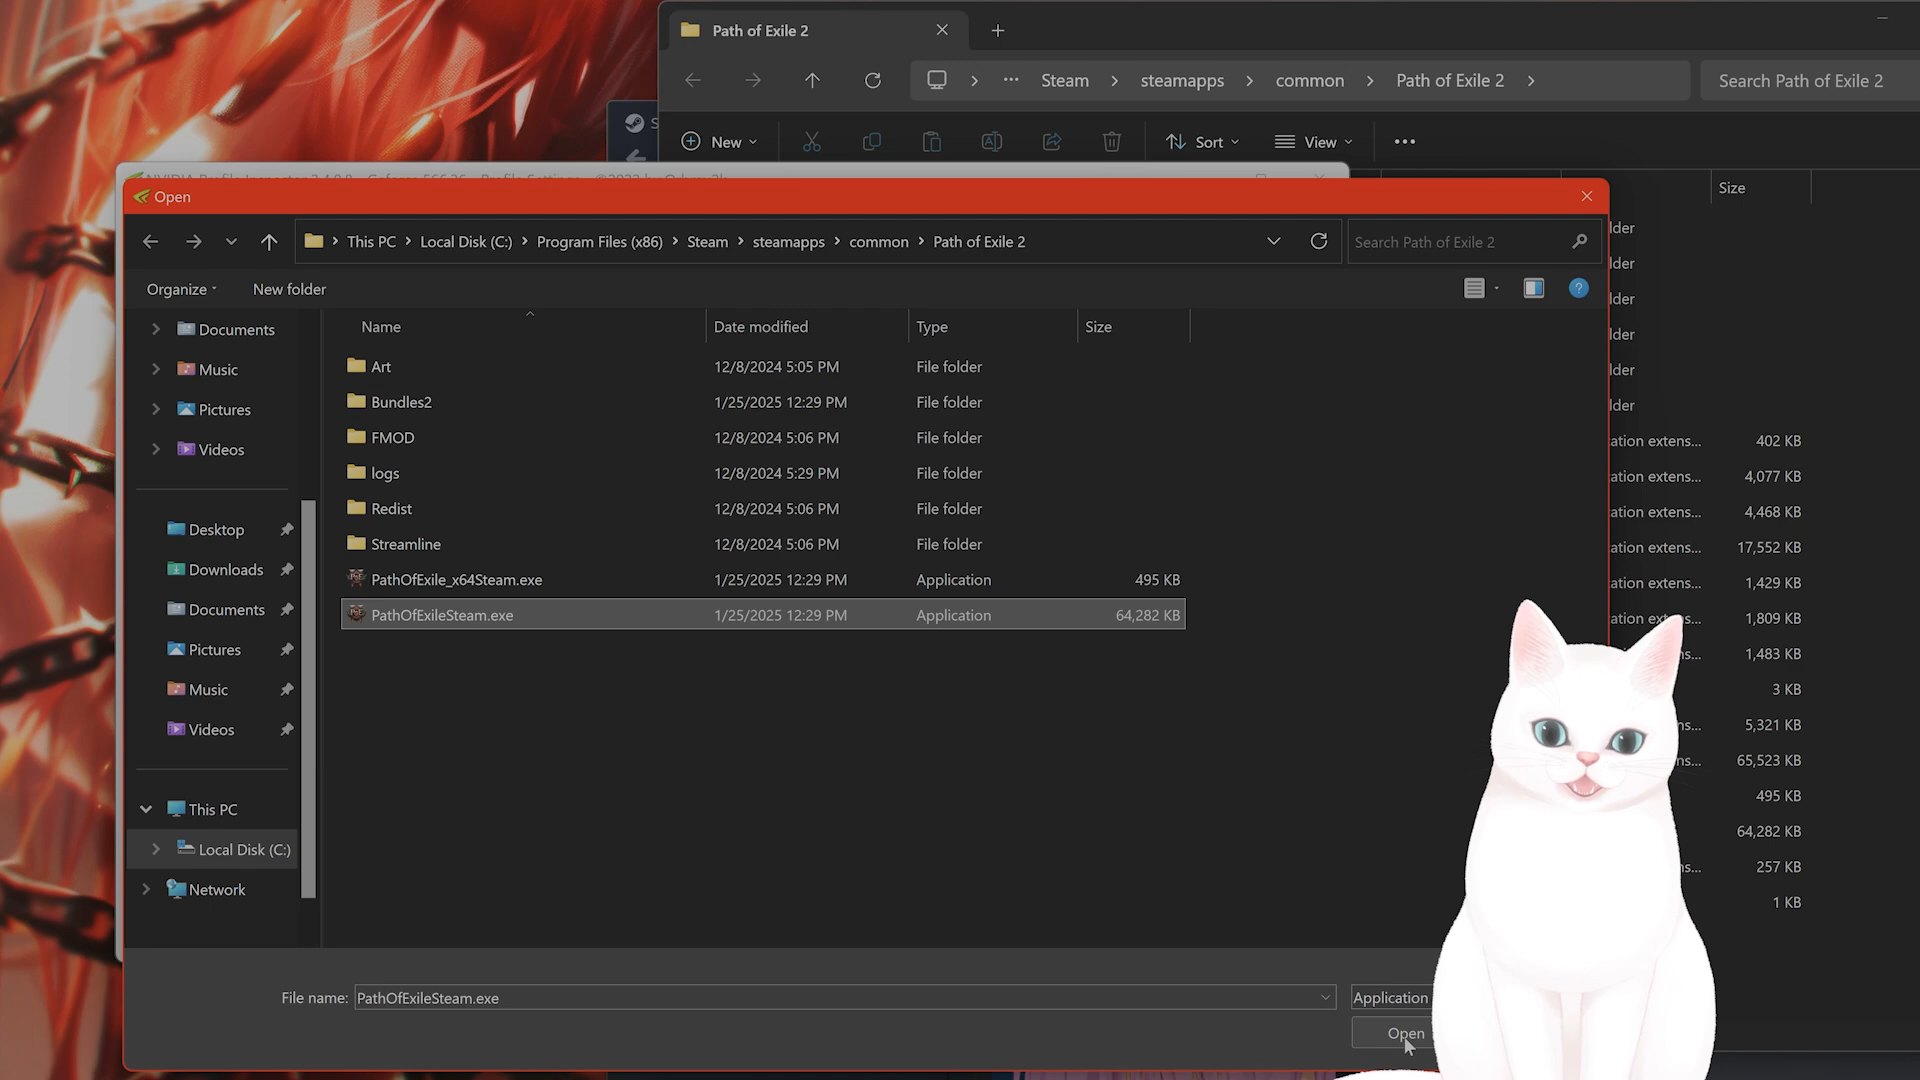 Path of Exile 2
Steam
steamapps
common
Path of Exile 2
Search Path of Exile 2
New
Sort
View
Size
Open
This PC
Local Disk (C:)
Program Files (x86)
Steam
steamapps
common
Path of Exile 2
Search Path of Exile 2
Organize
New folder
Name
Date modified
Type
Size
Documents
Music
Pictures
Videos
Desktop
Downloads
Documents
Pictures
Music
Videos
This PC
Local Disk (C:)
Network
Art 12/8/2024 5:05 PM File folder
Bundles2 1/25/2025 12:29 PM File folder
FMOD 12/8/2024 5:06 PM File folder
logs 12/8/2024 5:29 PM File folder
Redist 12/8/2024 5:06 PM File folder
Streamline 12/8/2024 5:06 PM File folder
PathOfExile_x64Steam.exe 1/25/2025 12:29 PM Application 495 KB
PathOfExileSteam.exe 1/25/2025 12:29 PM Application 64,282 KB
lder
lder
lder
lder
lder
lder
ation extens... 402 KB
ation extens... 4,077 KB
ation extens... 4,468 KB
ation extens... 17,552 KB
ation extens... 1,429 KB
1,809 KB
1,483 KB
3 KB
5,321 KB
65,523 KB
495 KB
64,282 KB
257 KB
1 KB
File name: PathOfExileSteam.exe
Application
Open